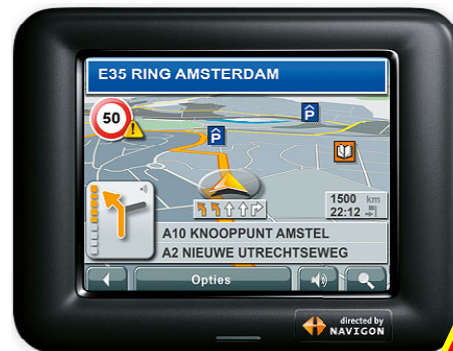 E35 RING AMSTERDAM
50
!
P
P
1500 km
22:12
A10 KNOOPPUNT AMSTEL
A2 NIEUWE UTRECHTSEWEG
Opties
directed by
NAVIGON